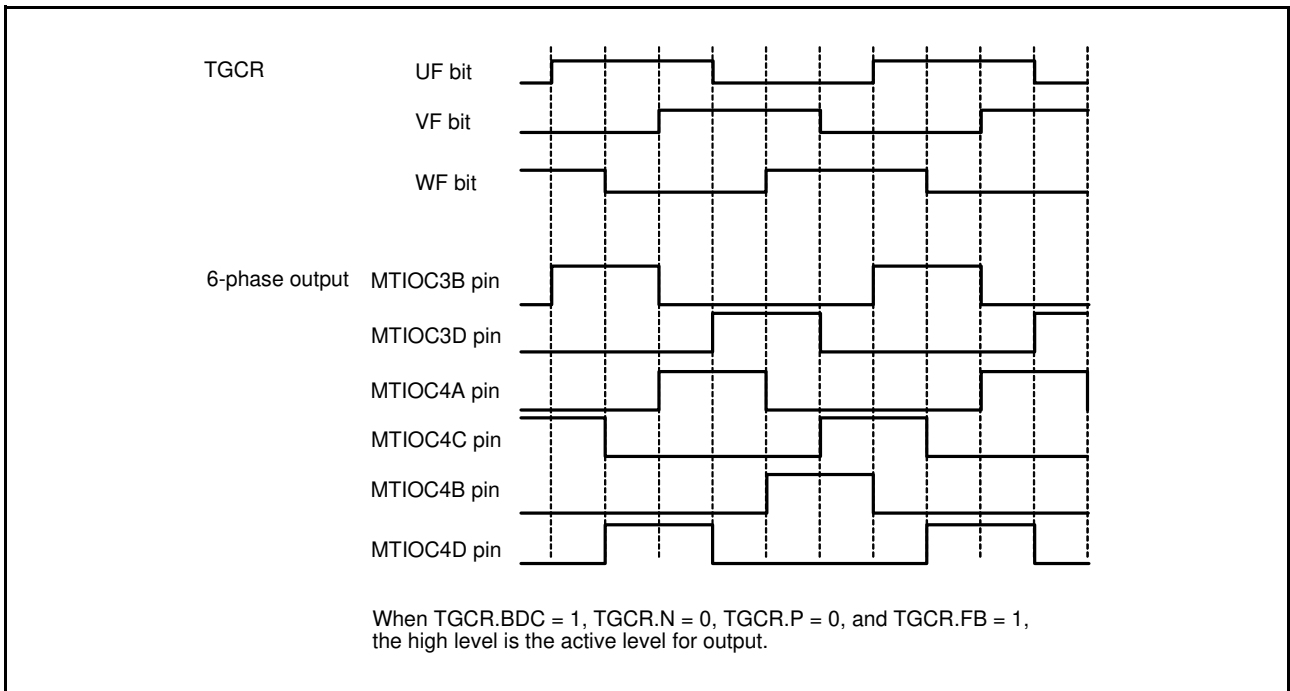 TGCR UF bit
VF bit
WF bit
6-phase output MTIOC3B pin
MTIOC3D pin
MTIOC4A pin
MTIOC4C pin
MTIOC4B pin
MTIOC4D pin
When TGCR.BDC = 1, TGCR.N = 0, TGCR.P = 0, and TGCR.FB = 1,
the high level is the active level for output.